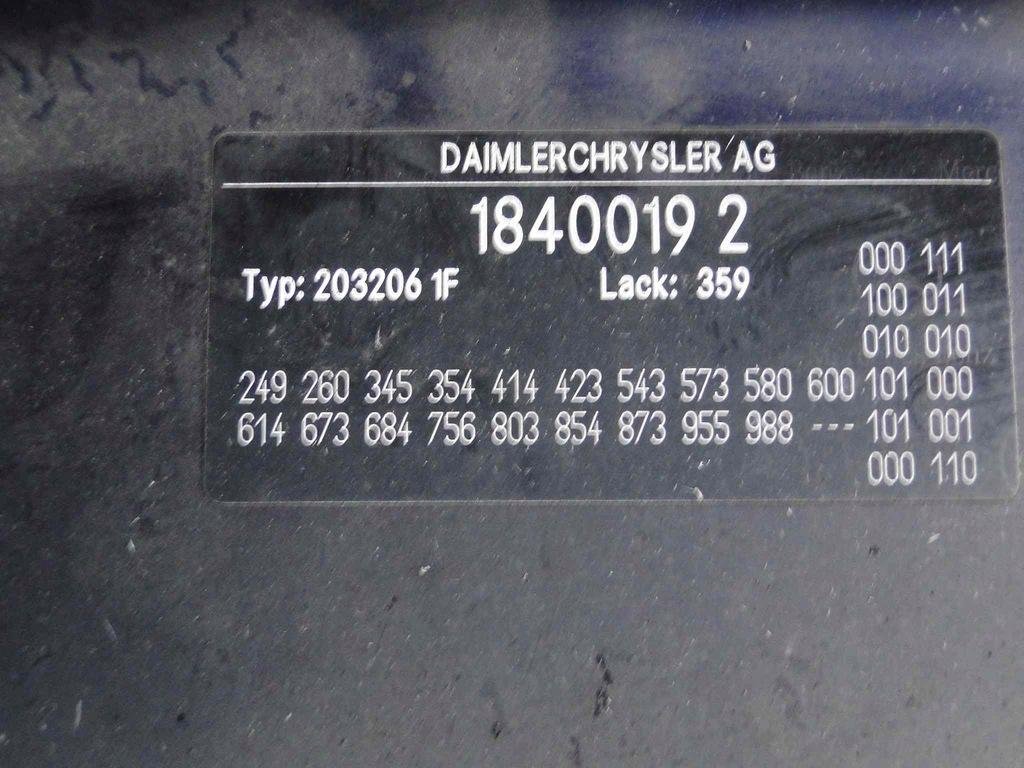 DAIMLERCHRYSLER AG
1840019 2
Typ: 203206 1F Lack: 359
000 111
100 011
010 010
249 260 345 354 414 423 543 573 580 600 101 000
614 673 684 756 803 854 873 955 988 --- 101 001
000 110